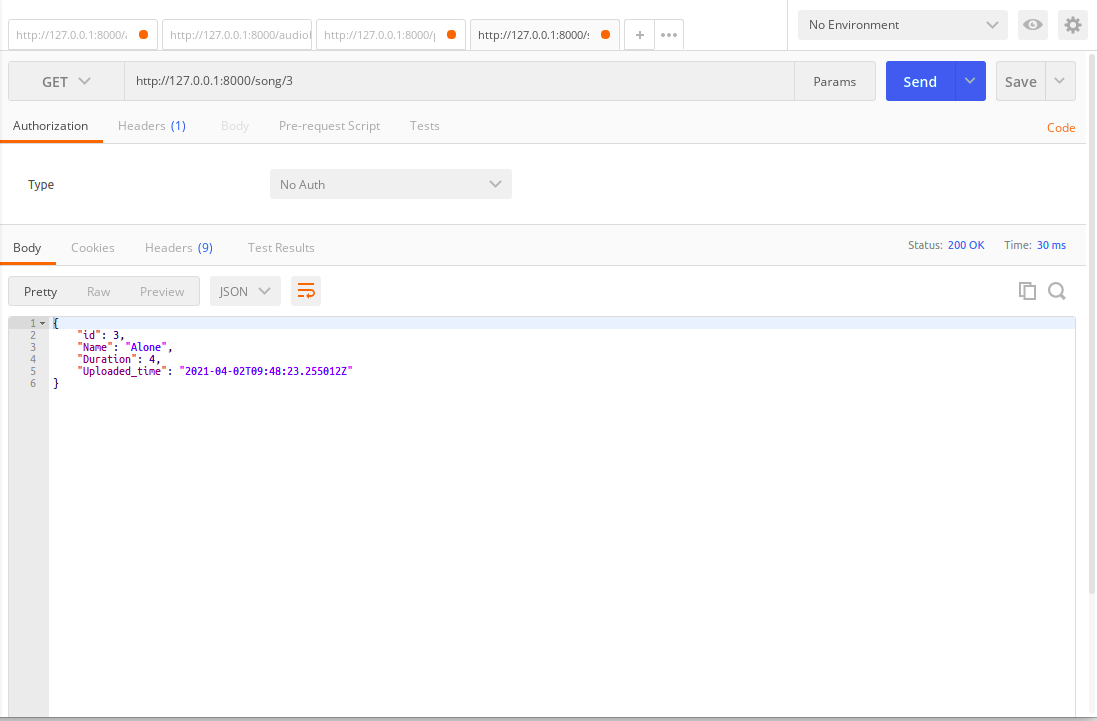 http://127.0.0.1:8000/
http://127.0.0.1:8000/audiol
http://127.0.0.1:8000/
http://127.0.0.1:8000/s
+
No Environment
GET
http://127.0.0.1:8000/song/3
Params
Send
Save
Authorization
Headers (1)
Body
Pre-request Script
Tests
Code
Type
No Auth
Body
Cookies
Headers (9)
Test Results
Status: 200 OK
Time: 30 ms
Pretty
Raw
Preview
JSON
1 {
2 "id": 3,
3 "Name": "Alone",
4 "Duration": 4,
5 "Uploaded_time": "2021-04-02T09:48:23.255012Z"
6 }